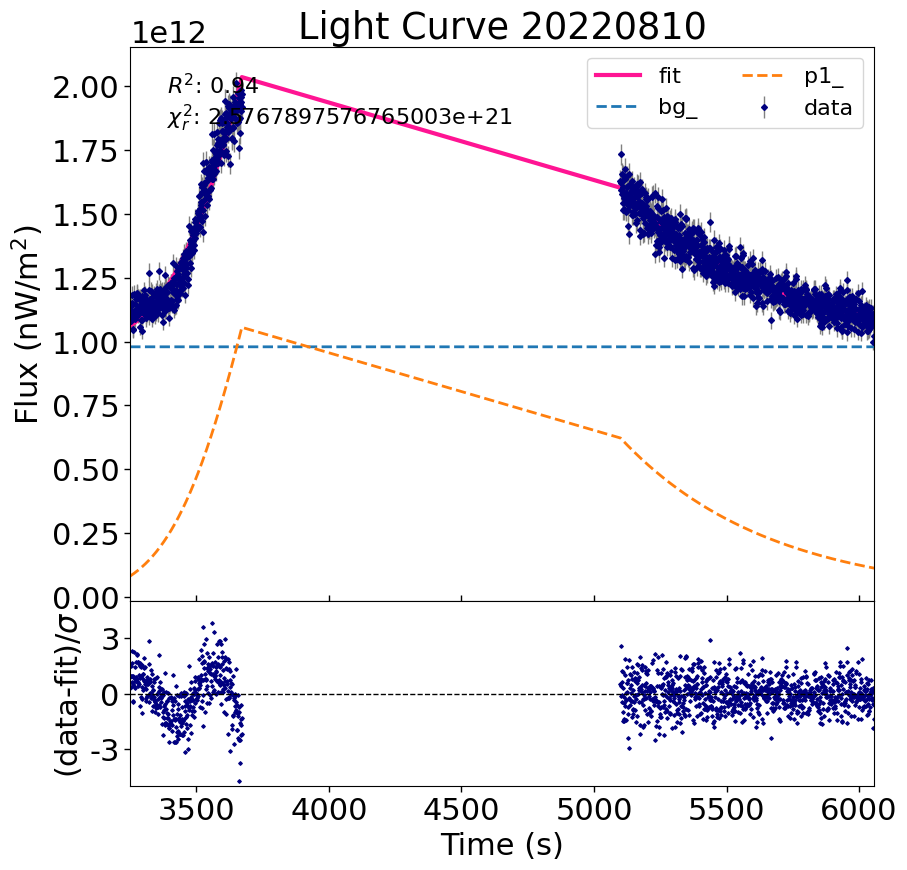 Light Curve 20220810
1e12
R²: 0.94
χ²ᵣ: 2.5767897576765003e+21
fit
bg_
p1_
data
Flux (nW/m²)
2.00
1.75
1.50
1.25
1.00
0.75
0.50
0.25
0.00
(data-fit)/σ
3
0
-3
3500
4000
4500
5000
5500
6000
Time (s)